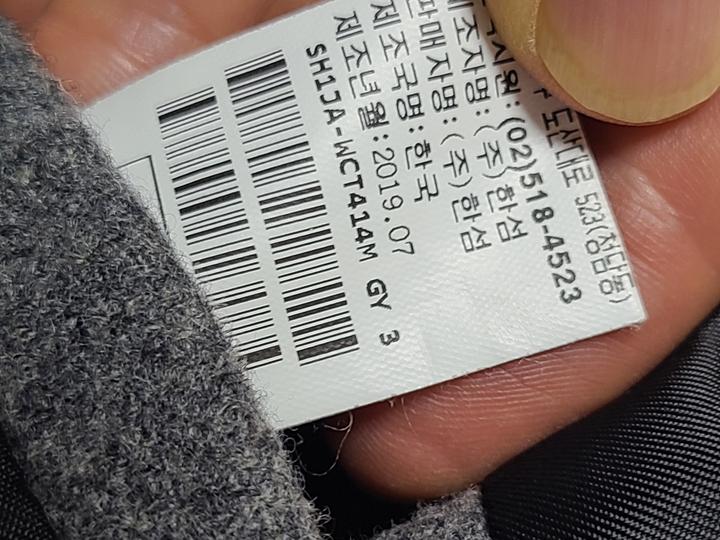 도산대로 523(청담동)
(02)518-4523
제조자명: (주)한섬
판매자명: (주)한섬
제조국명: 한국
제조년월: 2019.07
SH1JA-WCT414M GY 3